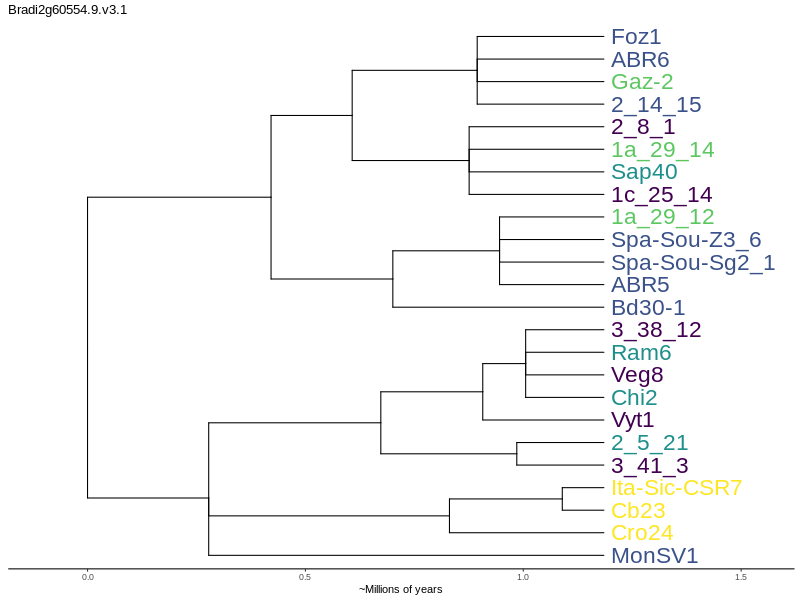 Bradi2g60554.9.v3.1
Foz1
ABR6
Gaz-2
2_14_15
2_8_1
1a_29_14
Sap40
1c_25_14
1a_29_12
Spa-Sou-Z3_6
Spa-Sou-Sg2_1
ABR5
Bd30-1
3_38_12
Ram6
Veg8
Chi2
Vyt1
2_5_21
3_41_3
Ita-Sic-CSR7
Cb23
Cro24
MonSV1
0.0 0.5 1.0 1.5
~Millions of years